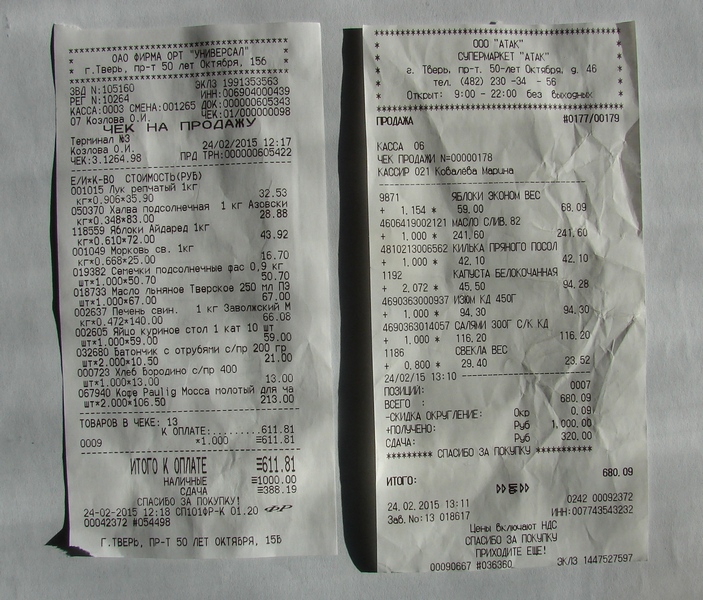 ОАО ФИРМА ОРТ "УНИВЕРСАЛ"
г.Тверь, пр-т 50 лет Октября, 15б
ЗВД N:105160 ЭКЛЗ 1991353563
РЕГ N:10264 ИНН:006904000439
КАССА:0003 СМЕНА:001265 ДОК:000000605343
07 Козлова О.И. ЧЕК:01/000000098
ЧЕК НА ПРОДАЖУ
Терминал №3 24/02/2015 12:17
Козлова О.И.
ЧЕК:3.1264.98 ПРД ТРН:000000605422
Е/И*К-ВО СТОИМОСТЬ(РУБ)
001015 Лук репчатый 1кг
кг*0.906*35.90 32.53
050370 Халва подсолнечная 1 кг Азовски
кг*0.348*83.00 28.88
118559 Яблоки Айдаред 1кг
кг*0.610*72.00 43.92
001049 Морковь св. 1кг
кг*0.668*25.00 16.70
019382 Семечки подсолнечные фас 0,9 кг
шт*1.000*50.70 50.70
018733 Масло льняное Тверское 250 мл ПЭ
шт*1.000*67.00 67.00
002637 Печень свин. 1 кг Заволжский М
кг*0.472*140.00 66.08
002605 Яйцо куриное стол 1 кат 10 шт
шт*1.000*59.00 59.00
032680 Батончик с отрубями с/пр 200 гр
шт*2.000*10.50 21.00
000723 Хлеб Бородино с/пр 400
шт*1.000*13.00 13.00
067940 Кофе Paulig Мосса молотый для ча
шт*2.000*106.50 213.00
ТОВАРОВ В ЧЕКЕ: 13
К ОПЛАТЕ:.........611.81
0009 *1.000 ≡611.81
ИТОГО К ОПЛАТЕ ≡611.81
НАЛИЧНЫЕ ≡1000.00
СДАЧА ≡388.19
СПАСИБО ЗА ПОКУПКУ!
24-02-2015 12:18 СП101ФР-К 01.20 ФР
00042372 #054498
Г.ТВЕРЬ, ПР-Т 50 ЛЕТ ОКТЯБРЯ, 15Б
ООО "АТАК"
СУПЕРМАРКЕТ "АТАК"
г. Тверь, пр-т. 50-лет Октября, д. 46
тел. (482) 230 -34 - 56
Открыт: 9:00 - 22:00 без выходных
ПРОДАЖА #0177/00179
КАССА 06
ЧЕК ПРОДАЖИ N=00000178
КАССИР 021 Ковалева Марина
9871 ЯБЛОКИ ЭКОНОМ ВЕС
+ 1.154 * 59,00 68,09
4606419002121 МАСЛО СЛИВ.82
+ 1.000 * 241,60 241,60
4810213006562 КИЛЬКА ПРЯНОГО ПОСОЛ
+ 1.000 * 42,10 42,10
1192 КАПУСТА БЕЛОКОЧАННАЯ
+ 2,072 * 45,50 94,28
4690363000937 ИЗЮМ КД 450Г
+ 1.000 * 94,30 94,30
4690363014057 САЛЯМИ 300Г С/К КД
+ 1.000 * 116,20 116,20
1186 СВЕКЛА ВЕС
+ 0,800 * 29,40 23,52
24/02/15 13:10
ПОЗИЦИИ: 0007
ВСЕГО : 680,09
-СКИДКА ОКРУГЛЕНИЕ: Окр 0,09
+ПОЛУЧЕНО: Руб 1,000,00
СДАЧА: Руб 320,00
********* СПАСИБО ЗА ПОКУПКУ *********
ИТОГО: 680,09
24.02.2015 13:11 0242 00092372
Заб.No:13 018617 ИНН:007743543232
Цены включают НДС
СПАСИБО ЗА ПОКУПКУ
ПРИХОДИТЕ ЕЩЕ!
00090667 #036360 ЭКЛЗ 1447527597